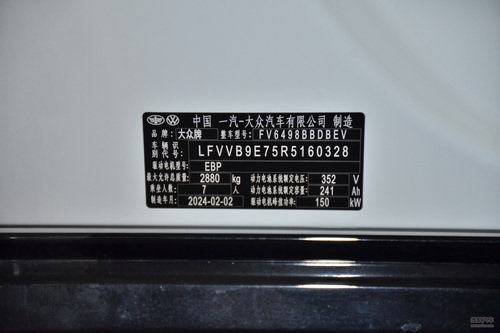 中国 一汽-大众汽车有限公司 制造
品牌 大众牌 整车型号 FV6498BBDBEV
车辆识别代号 LFVVB9E75R5160328
驱动电机型号 EBP
最大允许总质量 2880 kg 动力电池系统额定电压 352 V
乘坐人数 7 人 动力电池系统额定容量 241 Ah
制造年月 2024-02-02 驱动电机峰值功率 150 kW